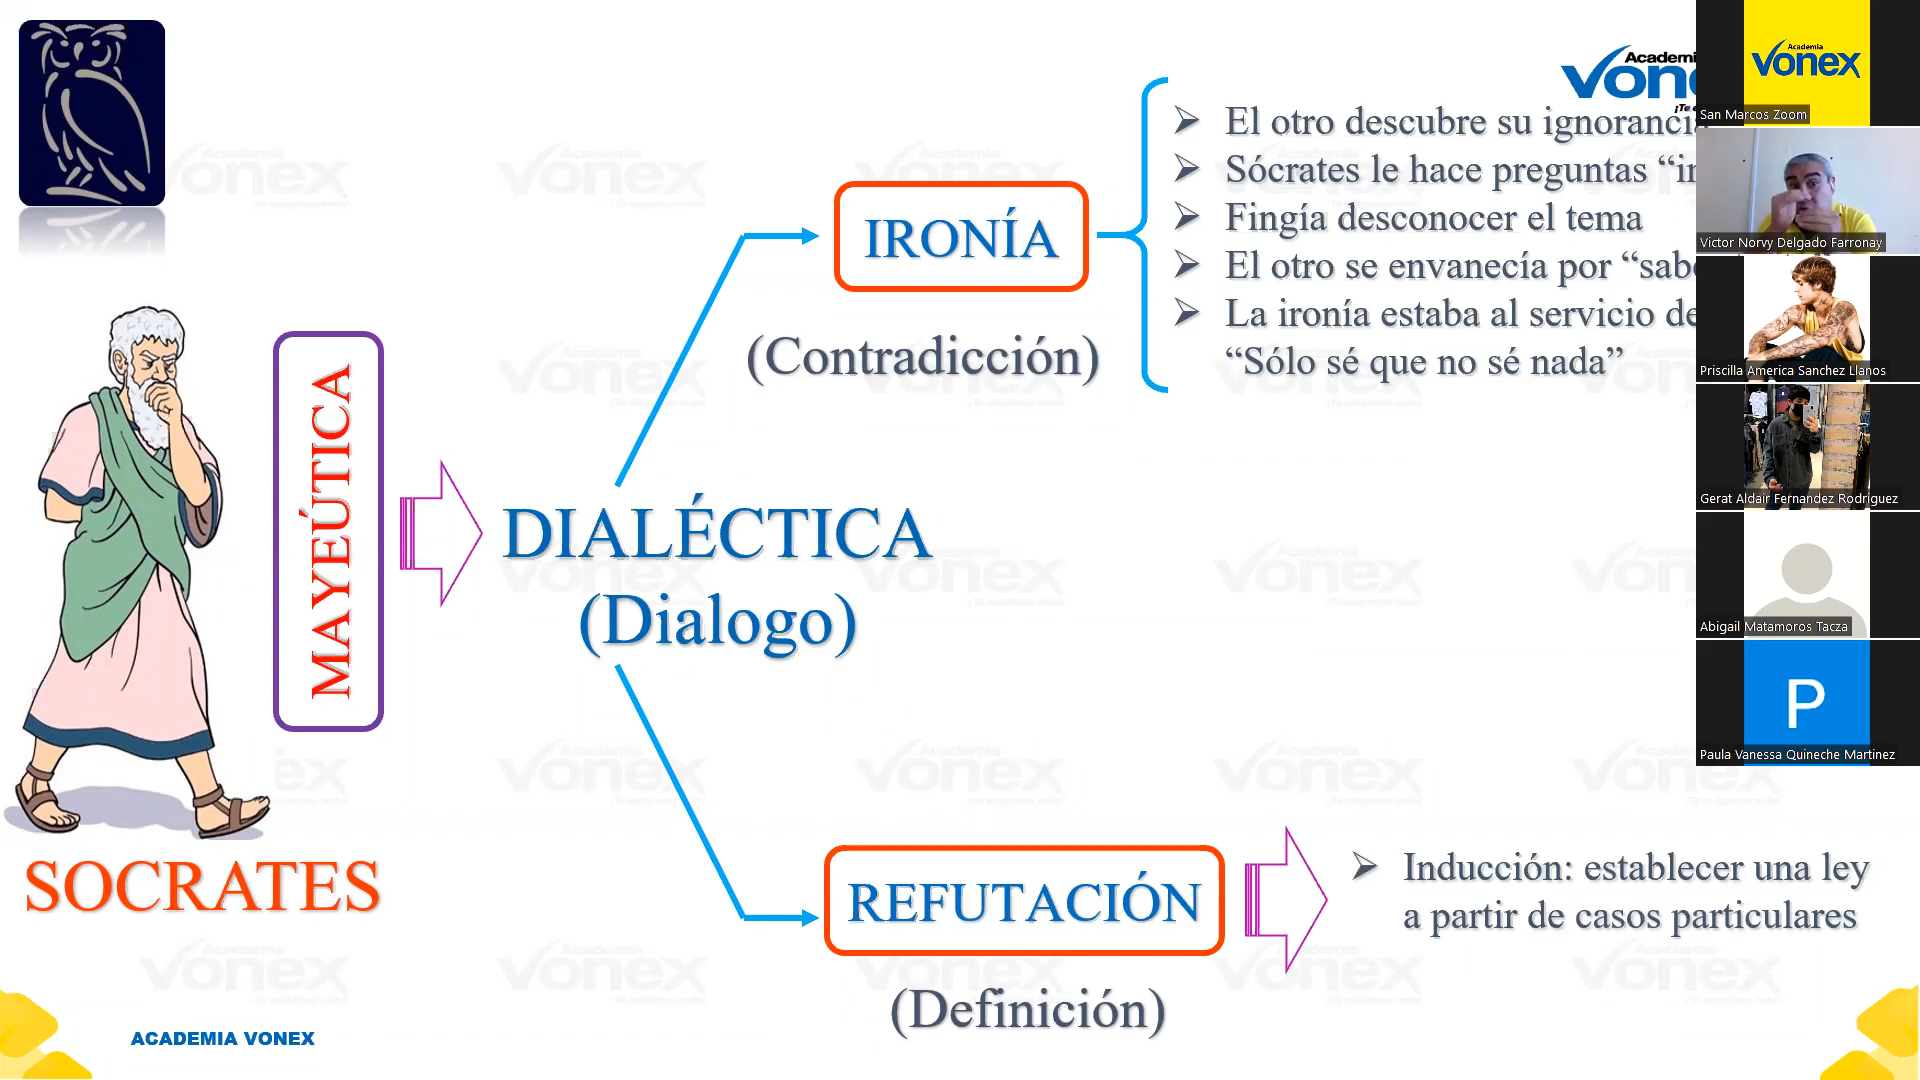 Academia
vonex
El otro descubre su ignorancia
Sócrates le hace preguntas
Fingía desconocer el tema
El otro se envanecía por
La ironía estaba al servicio de
“Sólo sé que no sé nada”
IRONÍA
(Contradicción)
MAYEÚTICA
DIALÉCTICA
(Dialogo)
SOCRATES
REFUTACIÓN
(Definición)
Inducción: establecer una ley
a partir de casos particulares
ACADEMIA VONEX
Academia
vonex
San Marcos Zoom
Victor Norvy Delgado Farronay
Priscilla America Sanchez Llanos
Gerat Aldair Fernandez Rodriguez
Abigail Matamoros Tacza
P
Paula Vanessa Quineche Martinez